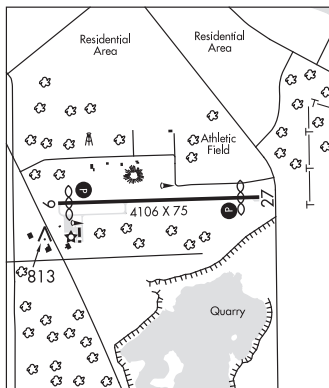 Residential
Area
Residential
Area
Athletic
Field
P
9
27
4106 X 75
P
813
Quarry